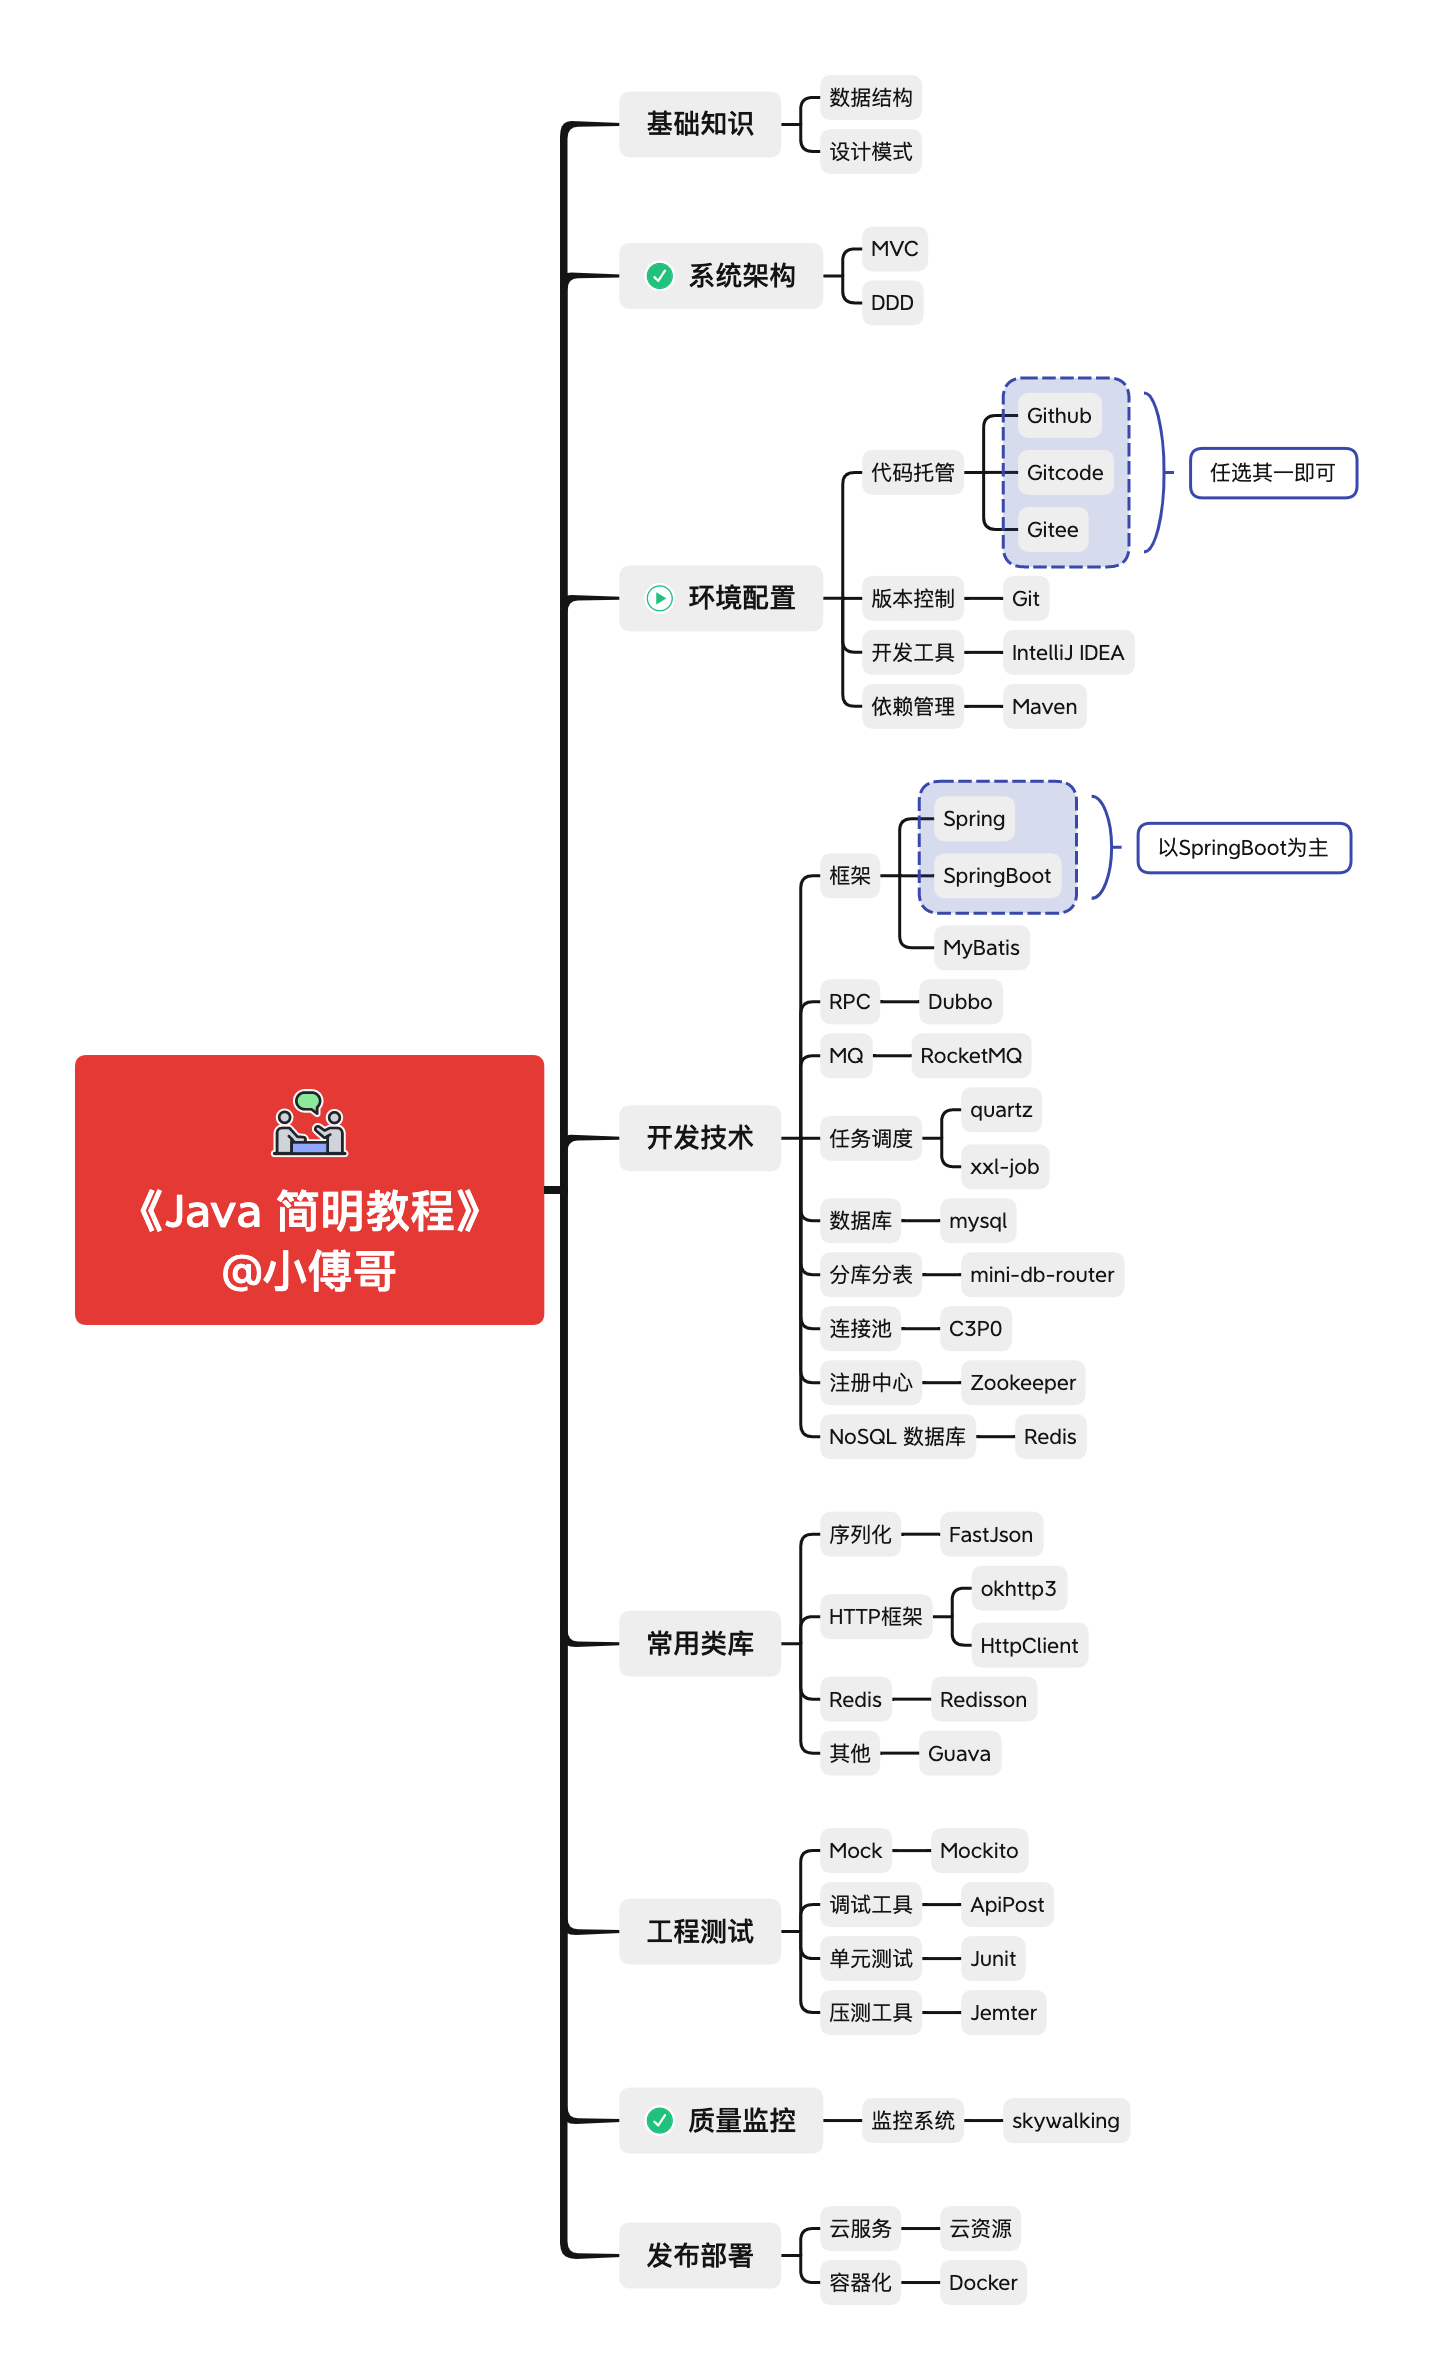 《Java 简明教程》
@小傅哥
基础知识
数据结构
设计模式
系统架构
MVC
DDD
环境配置
代码托管
Github
Gitcode
Gitee
任选其一即可
版本控制
Git
开发工具
IntelliJ IDEA
依赖管理
Maven
开发技术
框架
Spring
SpringBoot
以SpringBoot为主
MyBatis
RPC
Dubbo
MQ
RocketMQ
任务调度
quartz
xxl-job
数据库
mysql
分库分表
mini-db-router
连接池
C3P0
注册中心
Zookeeper
NoSQL 数据库
Redis
常用类库
序列化
FastJson
HTTP框架
okhttp3
HttpClient
Redis
Redisson
其他
Guava
工程测试
Mock
Mockito
调试工具
ApiPost
单元测试
Junit
压测工具
Jemter
质量监控
监控系统
skywalking
发布部署
云服务
云资源
容器化
Docker